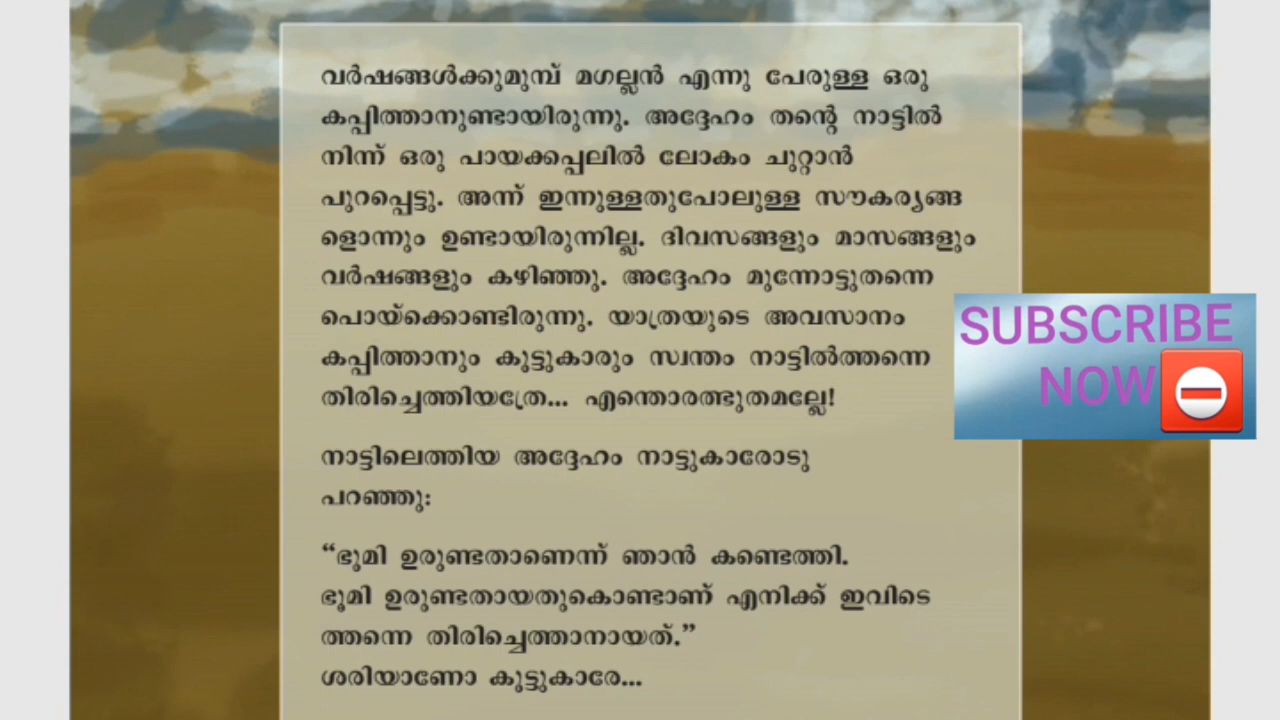 വർഷങ്ങൾക്കുമുമ്പ് മഗല്ലൻ എന്നു പേരുള്ള ഒരു
കപ്പിത്താനുണ്ടായിരുന്നു. അദ്ദേഹം തന്റെ നാട്ടിൽ
നിന്ന് ഒരു പായക്കപ്പലിൽ ലോകം ചുറ്റാൻ
പുറപ്പെട്ടു. അന്ന് ഇന്നുള്ളതുപോലുള്ള സൗകര്യങ്ങ
ളൊന്നും ഉണ്ടായിരുന്നില്ല. ദിവസങ്ങളും മാസങ്ങളും
വർഷങ്ങളും കഴിഞ്ഞു. അദ്ദേഹം മുന്നോട്ടുതന്നെ
പൊയ്ക്കൊണ്ടിരുന്നു. യാത്രയുടെ അവസാനം
കപ്പിത്താനും കൂട്ടുകാരും സ്വന്തം നാട്ടിൽത്തന്നെ
തിരിച്ചെത്തിയത്രേ... എന്തൊരത്ഭുതമല്ലേ!
നാട്ടിലെത്തിയ അദ്ദേഹം നാട്ടുകാരോടു
പറഞ്ഞു:
“ഭൂമി ഉരുണ്ടതാണെന്ന് ഞാൻ കണ്ടെത്തി.
ഭൂമി ഉരുണ്ടതായതുകൊണ്ടാണ് എനിക്ക് ഇവിടെ
ത്തന്നെ തിരിച്ചെത്താനായത്.”
ശരിയാണോ കൂട്ടുകാരേ...
SUBSCRIBE
NOW